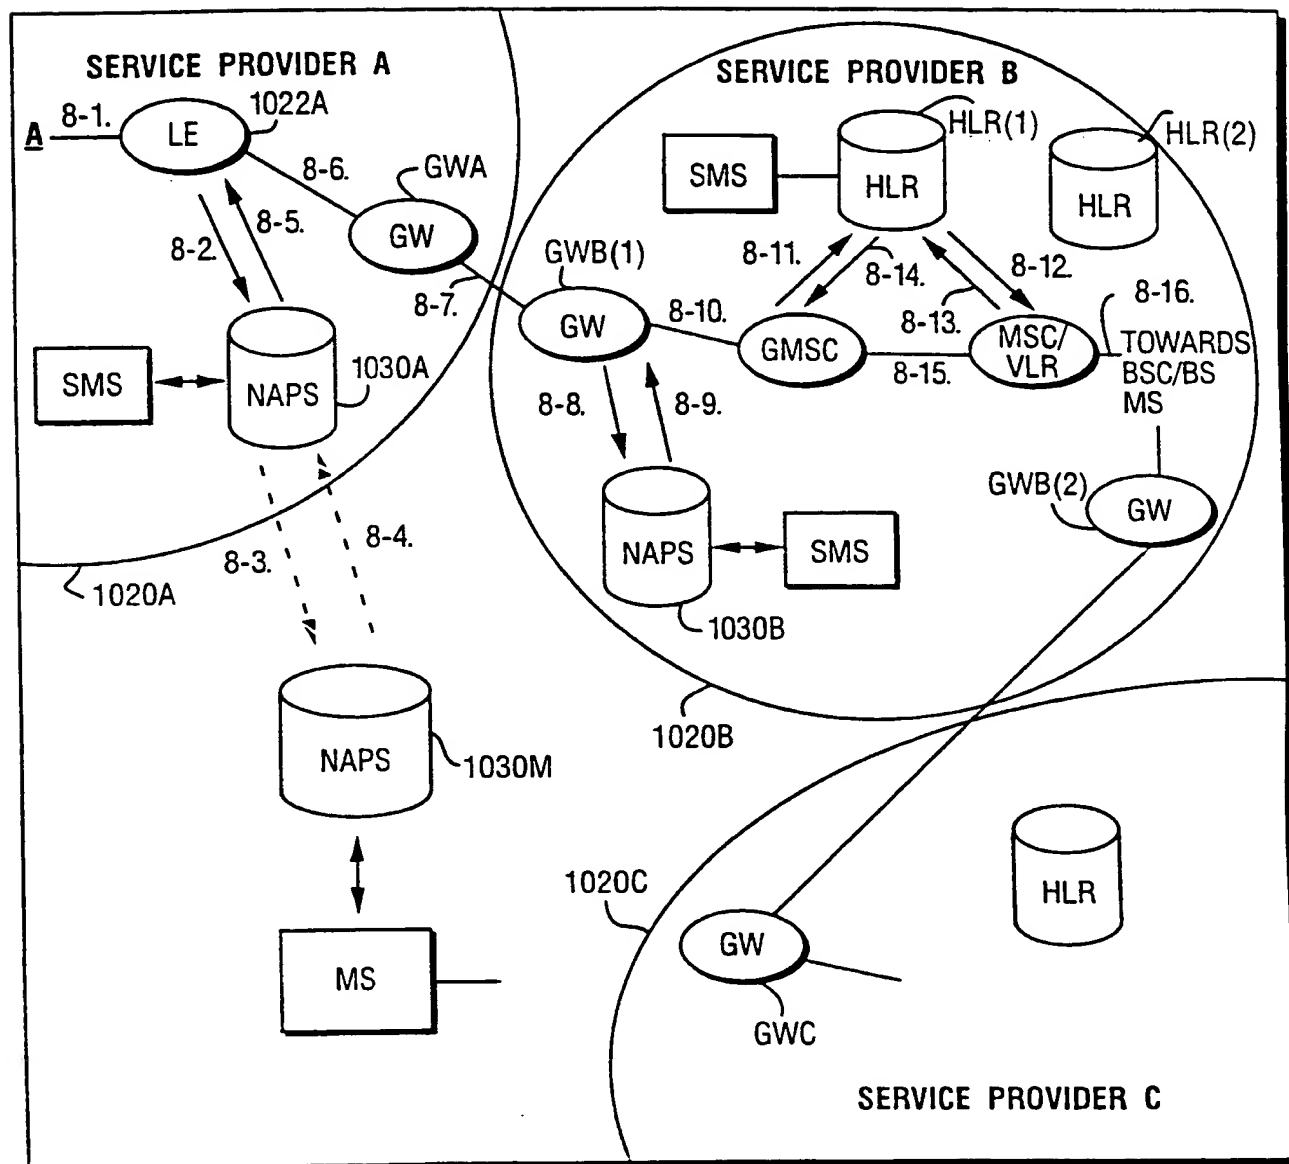 SERVICE PROVIDER A
1022A
A
8-1.
LE
8-6.
GWA
8-2.
8-5.
GW
8-7.
SMS
NAPS
1030A
8-3.
8-4.
1020A
NAPS
1030M
MS
SERVICE PROVIDER B
HLR(1)
HLR(2)
SMS
HLR
HLR
8-11.
8-14.
8-12.
8-13.
8-16.
GWB(1)
GW
8-10.
GMSC
8-15.
MSC/
VLR
TOWARDS
BSC/BS
MS
8-8.
8-9.
GWB(2)
GW
NAPS
SMS
1030B
1020B
1020C
HLR
GW
GWC
SERVICE PROVIDER C